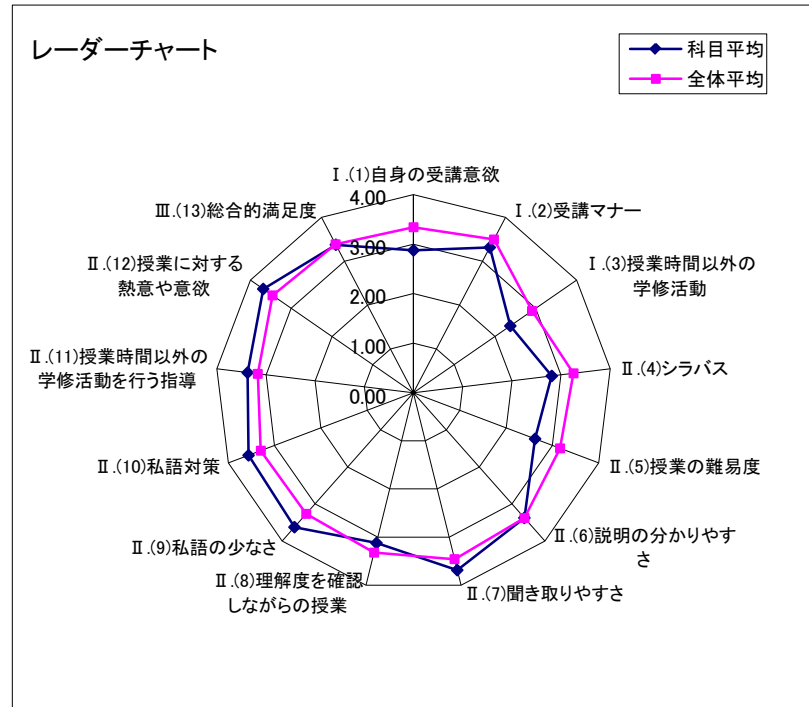 レーダーチャート
科目平均
全体平均
Ⅰ.(1)自身の受講意欲
Ⅰ.(2)受講マナー
Ⅰ.(3)授業時間以外の
学修活動
Ⅱ.(4)シラバス
Ⅱ.(5)授業の難易度
Ⅱ.(6)説明の分かりやす
さ
Ⅱ.(7)聞き取りやすさ
Ⅱ.(8)理解度を確認
しながらの授業
Ⅱ.(9)私語の少なさ
Ⅱ.(10)私語対策
Ⅱ.(11)授業時間以外の
学修活動を行う指導
Ⅱ.(12)授業に対する
熱意や意欲
Ⅲ.(13)総合的満足度
4.00
3.00
2.00
1.00
0.00